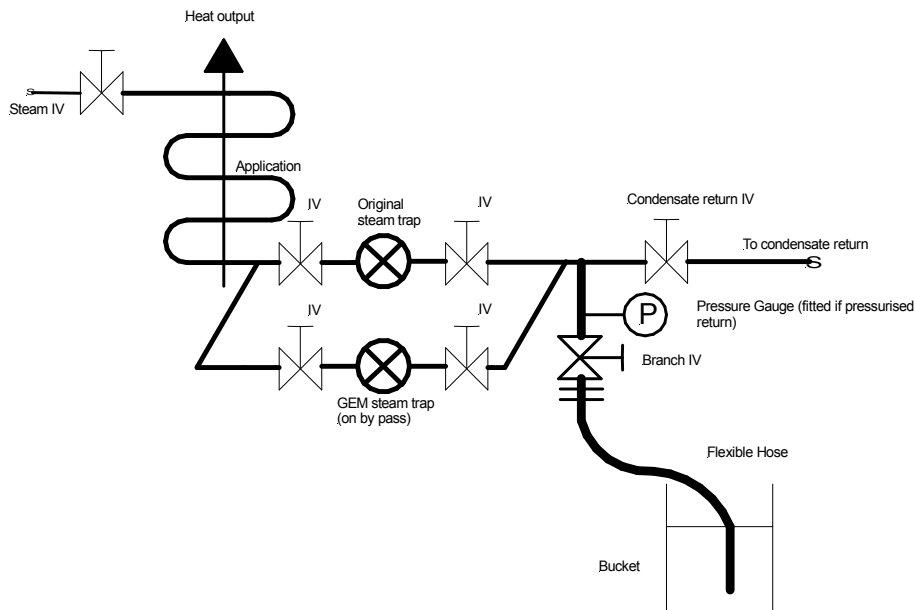 Heat output
Steam IV
Application
IV
Original
steam trap
IV
Condensate return IV
To condensate return
S
S
Pressure Gauge (fitted if pressurised
return)
P
IV
IV
Branch IV
GEM steam trap
(on by pass)
Flexible Hose
Bucket